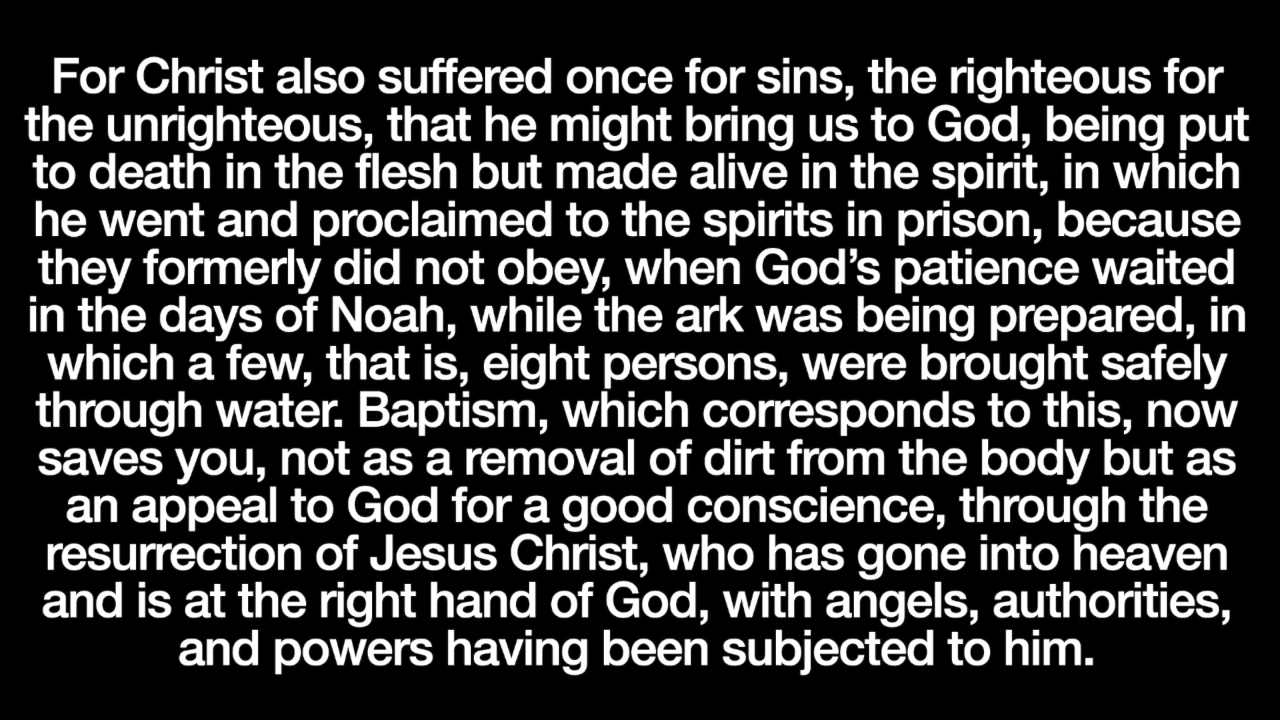 For Christ also suffered once for sins, the righteous for
the unrighteous, that he might bring us to God, being put
to death in the flesh but made alive in the spirit, in which
he went and proclaimed to the spirits in prison, because
they formerly did not obey, when God’s patience waited
in the days of Noah, while the ark was being prepared, in
which a few, that is, eight persons, were brought safely
through water. Baptism, which corresponds to this, now
saves you, not as a removal of dirt from the body but as
an appeal to God for a good conscience, through the
resurrection of Jesus Christ, who has gone into heaven
and is at the right hand of God, with angels, authorities,
and powers having been subjected to him.